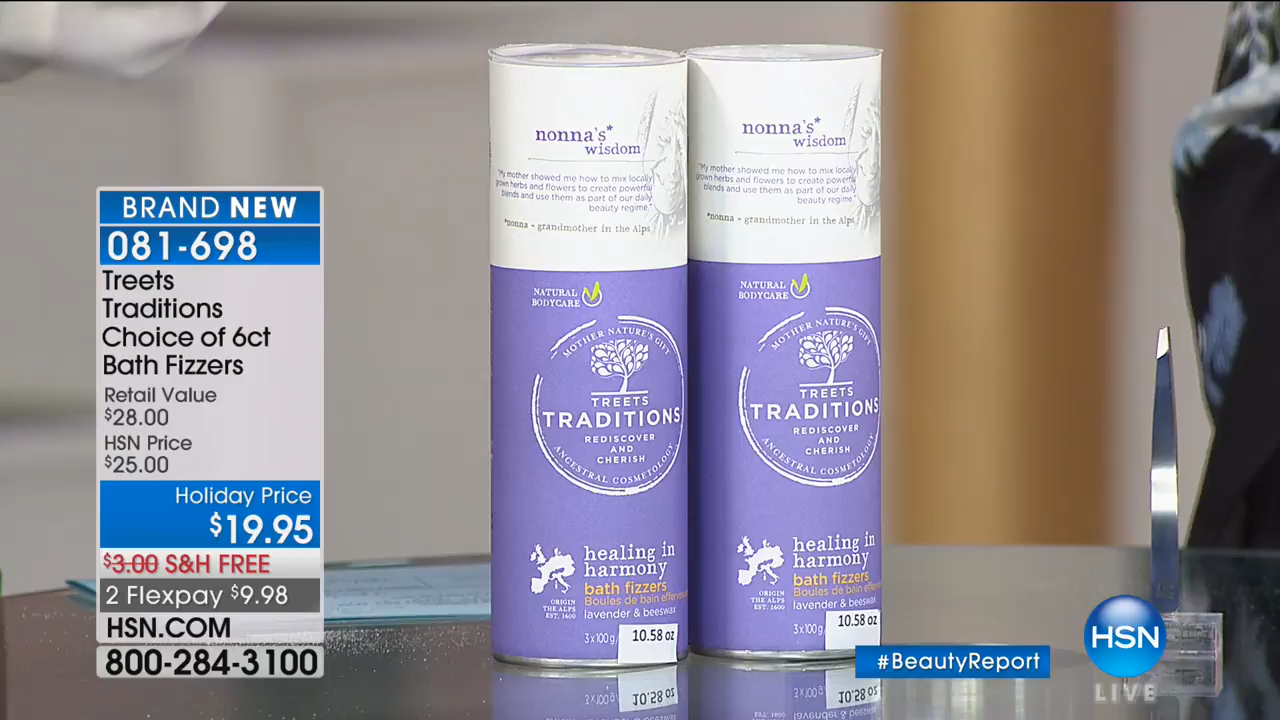 BRAND NEW
081-698
Treets
Traditions
Choice of 6ct
Bath Fizzers
Retail Value
$28.00
HSN Price
$25.00
Holiday Price
$19.95
$3.00 S&H FREE
2 Flexpay $9.98
HSN.COM
800-284-3100
nonna's*
wisdom
"My mother showed me how to mix locally
grown herbs and flowers to create powerful
blends and use them as part of our daily
beauty regime."
*nonna = grandmother in the Alps
NATURAL
BODYCARE
MOTHER NATURE'S GIFT
TREETS
TRADITIONS
REDISCOVER
AND
CHERISH
ANCESTRAL COSMETOLOGY
ORIGIN
THE ALPS
EST. 1600
healing in
harmony
bath fizzers
Boules de bain
lavender & beeswax
3x100g
10.58 oz
nonna's*
wisdom
"My mother showed me how to mix locally
grown herbs and flowers to create powerful
blends and use them as part of our daily
beauty regime."
*nonna = grandmother in the Alps
NATURAL
BODYCARE
MOTHER NATURE'S GIFT
TREETS
TRADITIONS
REDISCOVER
AND
CHERISH
ANCESTRAL COSMETOLOGY
ORIGIN
THE ALPS
EST. 1600
healing in
harmony
bath fizzers
Boules de bain
lavender & beeswax
3x100g
10.58 oz
#BeautyReport
HSN
LIVE